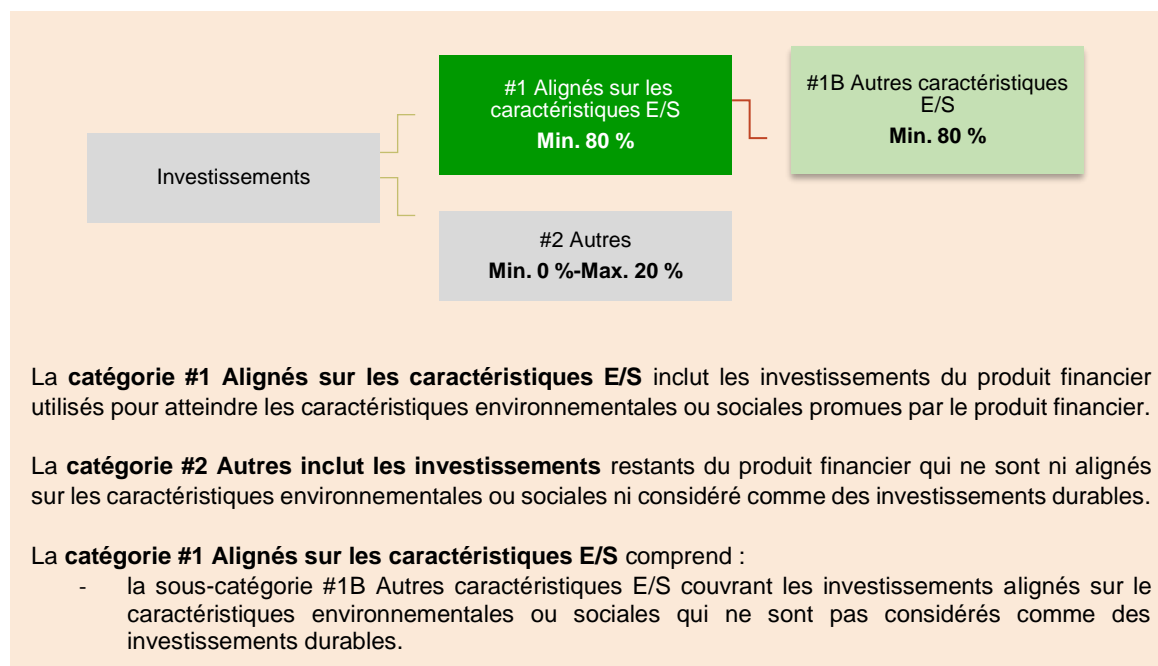 #1 Alignés sur les
caractéristiques E/S
Min. 80 %
#1B Autres caractéristiques
E/S
Min. 80 %
Investissements
#2 Autres
Min. 0 %-Max. 20 %
La catégorie #1 Alignés sur les caractéristiques E/S inclut les investissements du produit financier
utilisés pour atteindre les caractéristiques environnementales ou sociales promues par le produit financier.
La catégorie #2 Autres inclut les investissements restants du produit financier qui ne sont ni alignés
sur les caractéristiques environnementales ou sociales ni considéré comme des investissements durables.
La catégorie #1 Alignés sur les caractéristiques E/S comprend :
- la sous-catégorie #1B Autres caractéristiques E/S couvrant les investissements alignés sur le
caractéristiques environnementales ou sociales qui ne sont pas considérés comme des
investissements durables.